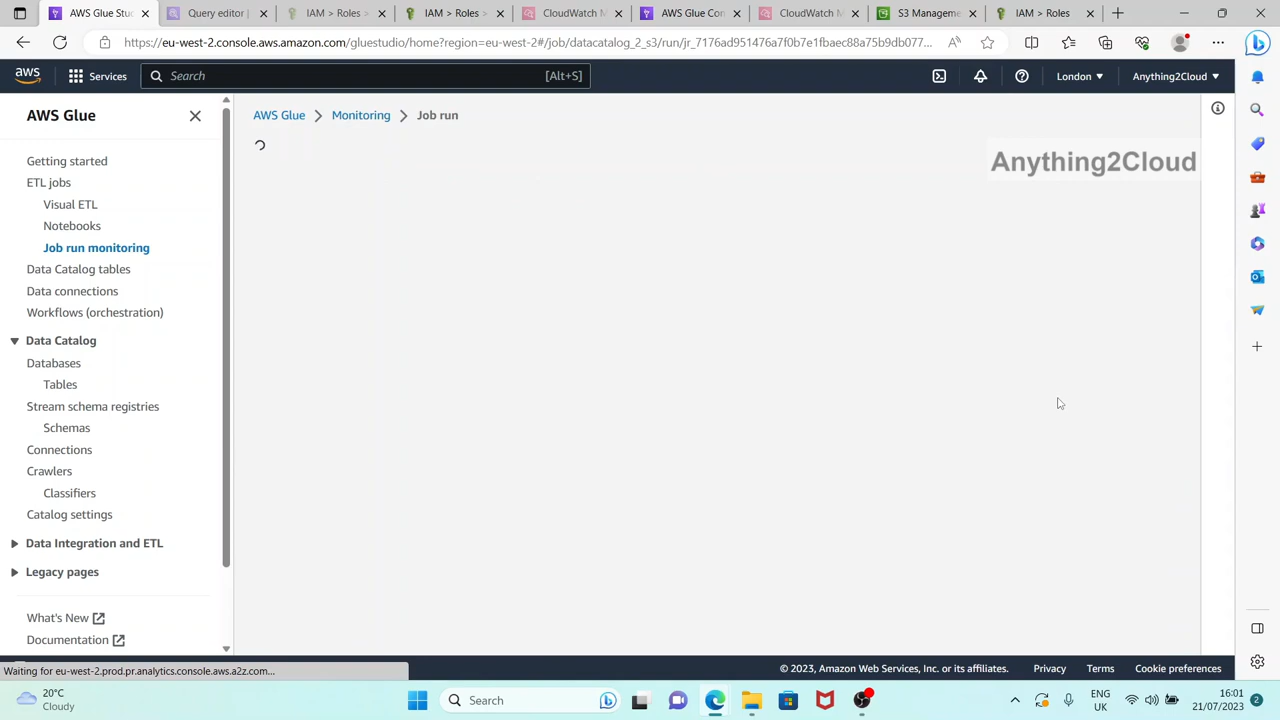 AWS Glue Stu
Query editor |
IAM > Roles >
IAM > Roles
CloudWatch M
AWS Glue Con
CloudWatch M
S3 Manageme
IAM > Roles
https://eu-west-2.console.aws.amazon.com/gluestudio/home?region=eu-west-2#/job/datacatalog_2_s3/run/jr_7176ad951476a7f0b7e1fbaec88a75b9db077...
aws
Services
Search
[Alt+S]
London
Anything2Cloud
AWS Glue
AWS Glue
Monitoring
Job run
Anything2Cloud
Getting started
ETL jobs
Visual ETL
Notebooks
Job run monitoring
Data Catalog tables
Data connections
Workflows (orchestration)
Data Catalog
Databases
Tables
Stream schema registries
Schemas
Connections
Crawlers
Classifiers
Catalog settings
Data Integration and ETL
Legacy pages
What's New
Documentation
Waiting for eu-west-2.prod.pr.analytics.console.aws.a2z.com...
© 2023, Amazon Web Services, Inc. or its affiliates.
Privacy
Terms
Cookie preferences
20°C
Cloudy
Search
ENG
UK
16:01
21/07/2023
2